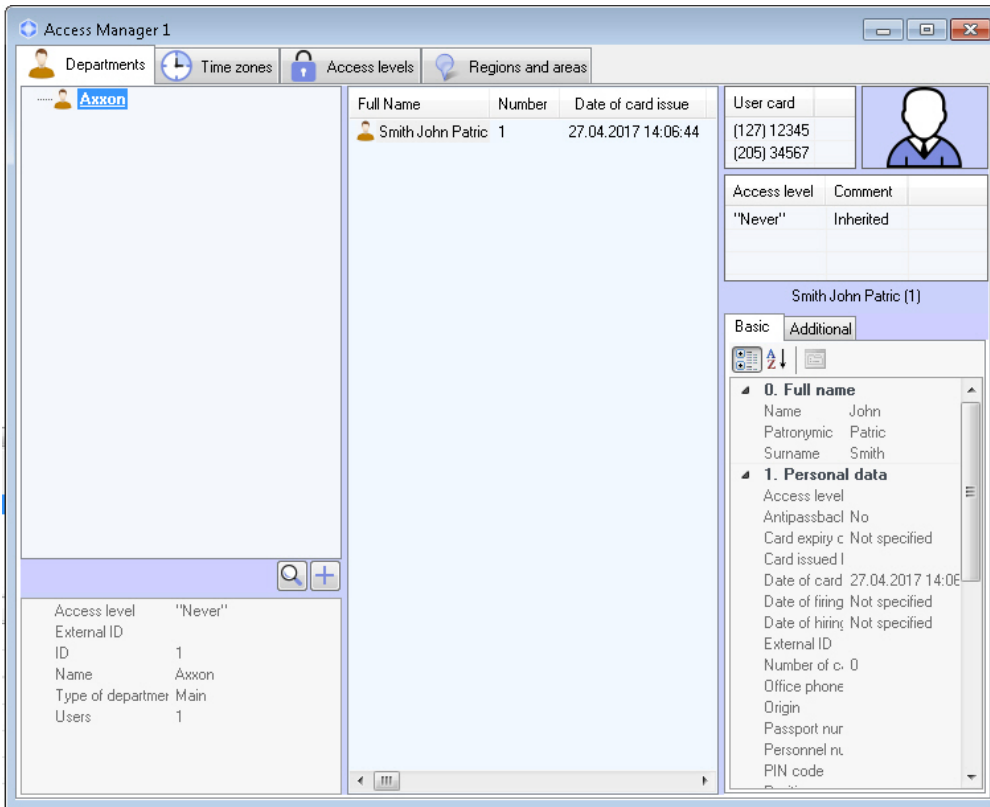 Access Manager 1
Departments Time zones Access levels Regions and areas
Axxon
Full Name Number Date of card issue
Smith John Patric 1 27.04.2017 14:06:44
User card
(127) 12345
(205) 34567
Access level Comment
"Never" Inherited
Smith John Patric (1)
Basic Additional
0. Full name
Name John
Patronymic Patric
Surname Smith
1. Personal data
Access level
Antipassbacl No
Card expiry c Not specified
Card issued l
Date of card 27.04.2017 14:06
Date of firing Not specified
Date of hiring Not specified
External ID
Number of c. 0
Office phone
Origin
Passport nur
Personnel nu
PIN code
Access level "Never"
External ID
ID 1
Name Axxon
Type of departmer Main
Users 1